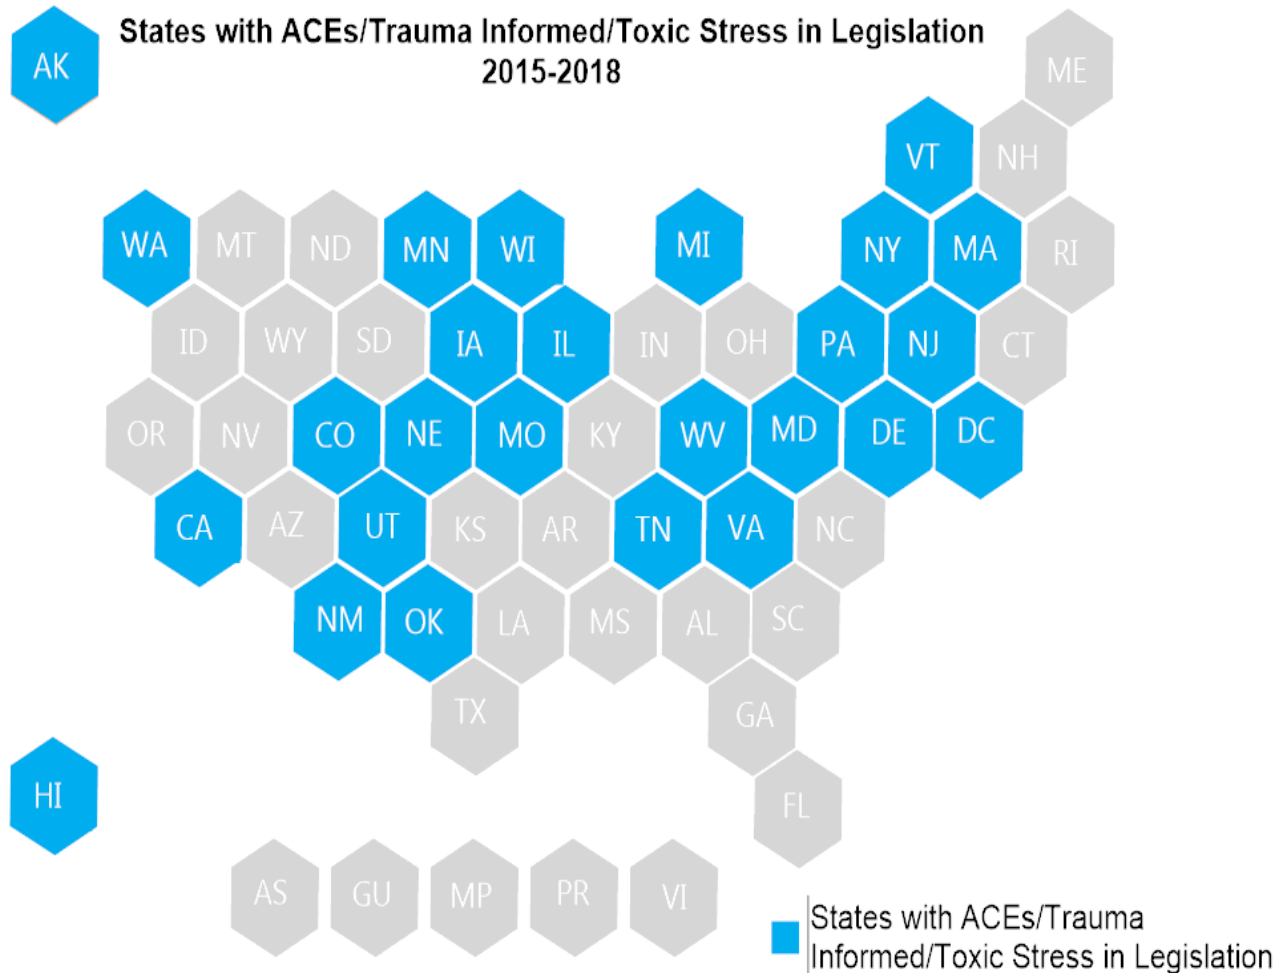 States with ACEs/Trauma Informed/Toxic Stress in Legislation
2015-2018
AK
ME
VT NH
WA MT ND MN WI MI NY MA RI
ID WY SD IA IL IN OH PA NJ CT
OR NV CO NE MO KY WV MD DE DC
CA AZ UT KS AR TN VA NC
NM OK LA MS AL SC
TX GA
HI
FL
AS GU MP PR VI
States with ACEs/Trauma
Informed/Toxic Stress in Legislation